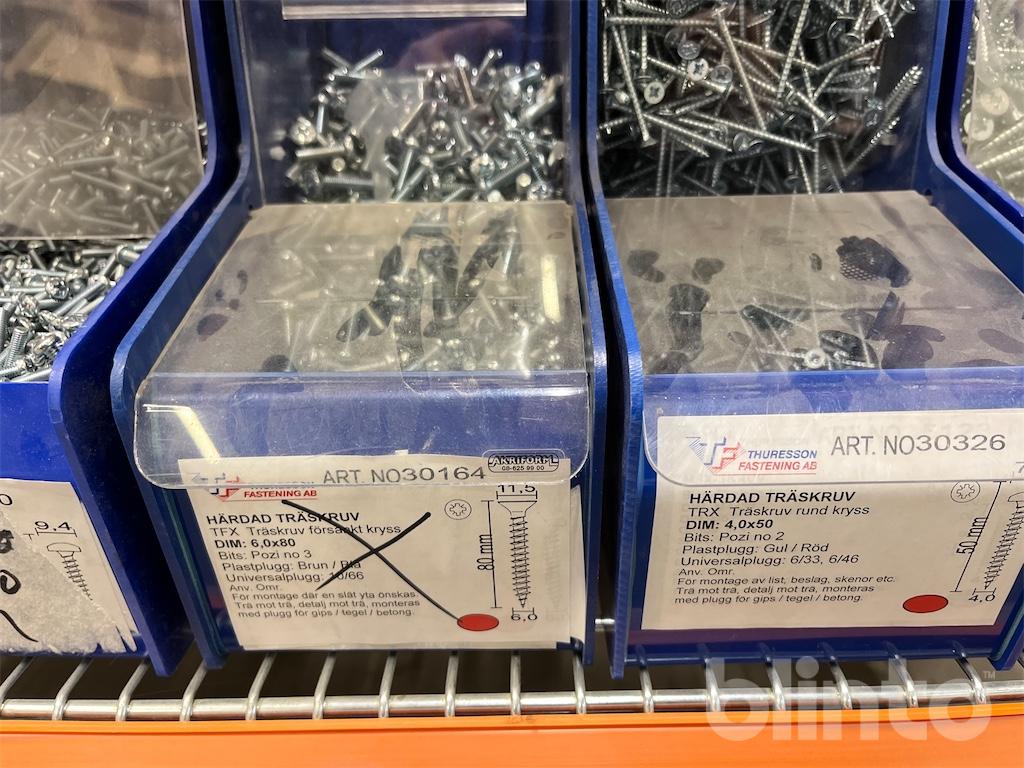 ART. NO30164
AKRIFORM
08-625 99 00
FASTENING AB
HÄRDAD TRÄSKRUV
TFX Träskruv försänkt kryss
DIM: 6,0x80
Bits: Pozi no 3
Plastplugg: Brun / Blå
Universalplugg: 10/66
Anv. Omr.
För montage där en slät yta önskas.
Trä mot trä, detalj mot trä, monteras
med plugg för gips / tegel / betong.
11,5
80 mm
6,0
THURESSON
FASTENING AB
ART. NO30326
HÄRDAD TRÄSKRUV
TRX Träskruv rund kryss
DIM: 4,0x50
Bits: Pozi no 2
Plastplugg: Gul / Röd
Universalplugg: 6/33, 6/46
Anv. Omr.
För montage av list, beslag, skenor etc.
Trä mot trä, detalj mot trä, monteras
med plugg för gips / tegel / betong.
50 mm
4,0
9,4
blinto™